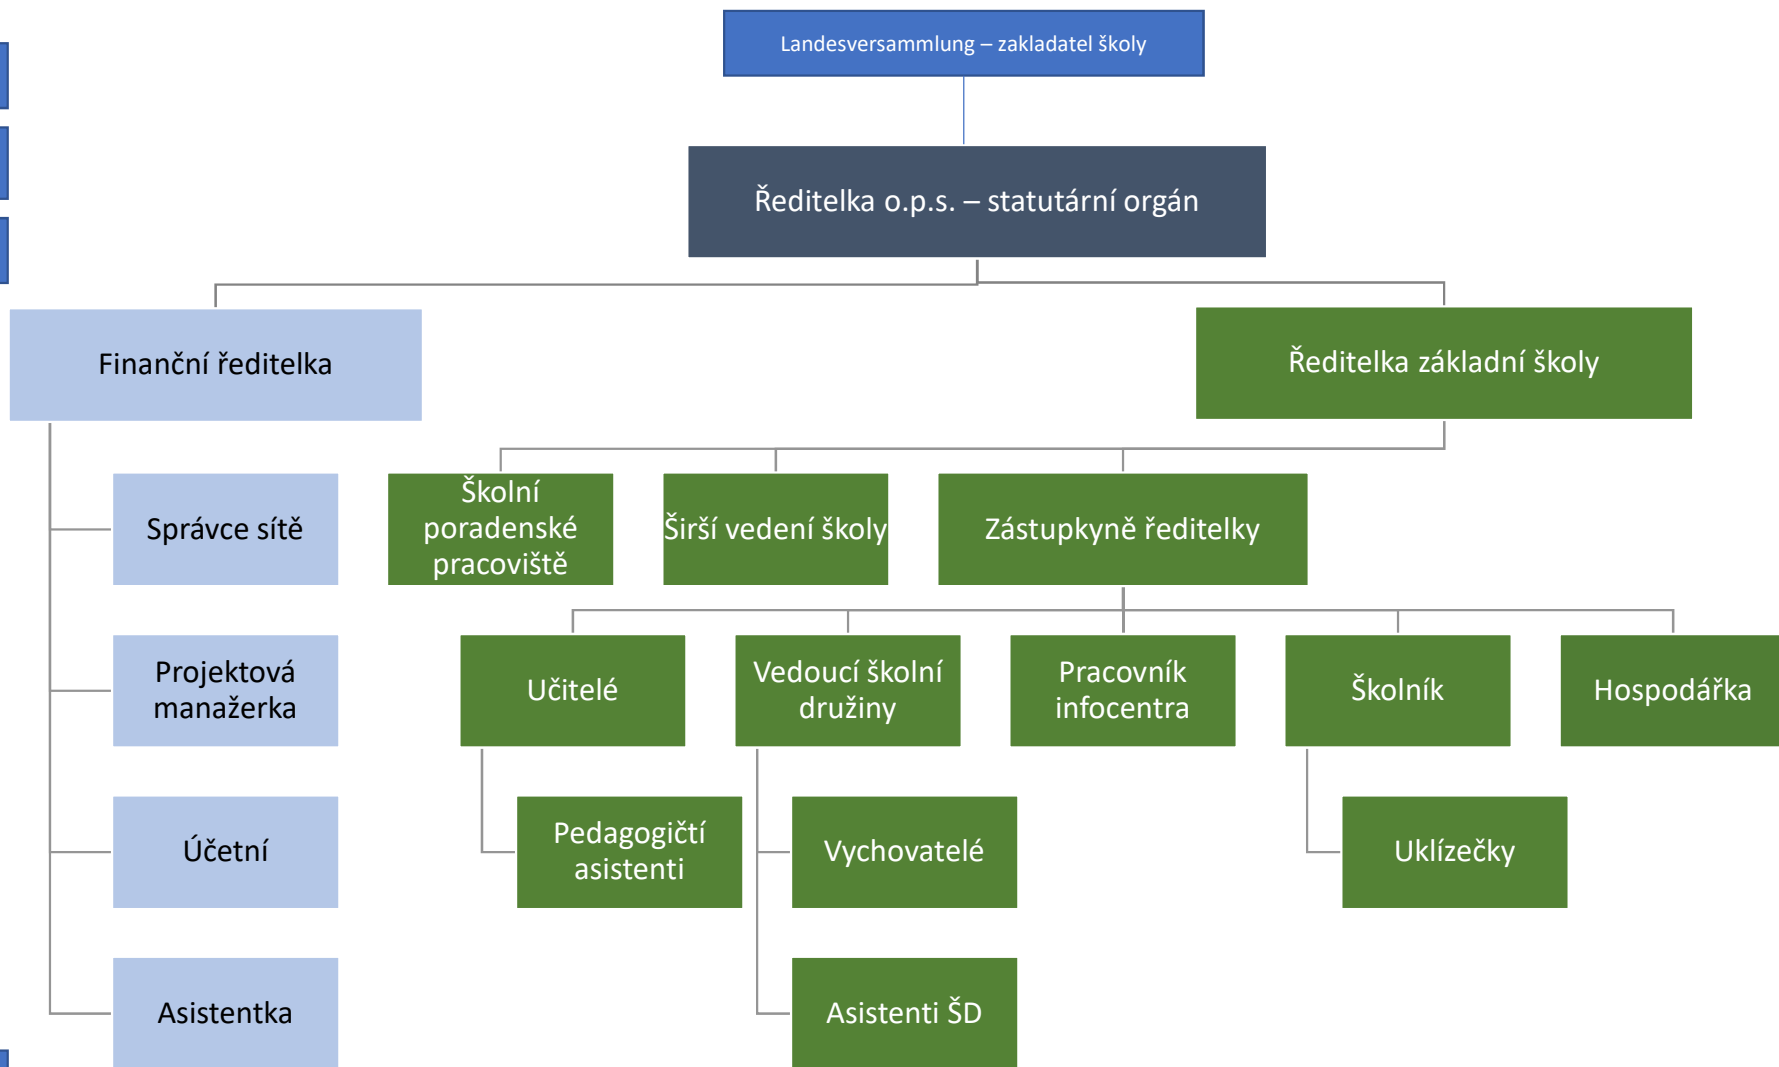 Landesversammlung – zakladatel školy
Ředitelka o.p.s. – statutární orgán
Finanční ředitelka
Ředitelka základní školy
Správce sítě
Školní
poradenské
pracoviště
Širší vedení školy
Zástupkyně ředitelky
Projektová
manažerka
Učitelé
Vedoucí školní
družiny
Pracovník
infocentra
Školník
Hospodářka
Účetní
Pedagogičtí
asistenti
Vychovatelé
Uklízečky
Asistentka
Asistenti ŠD